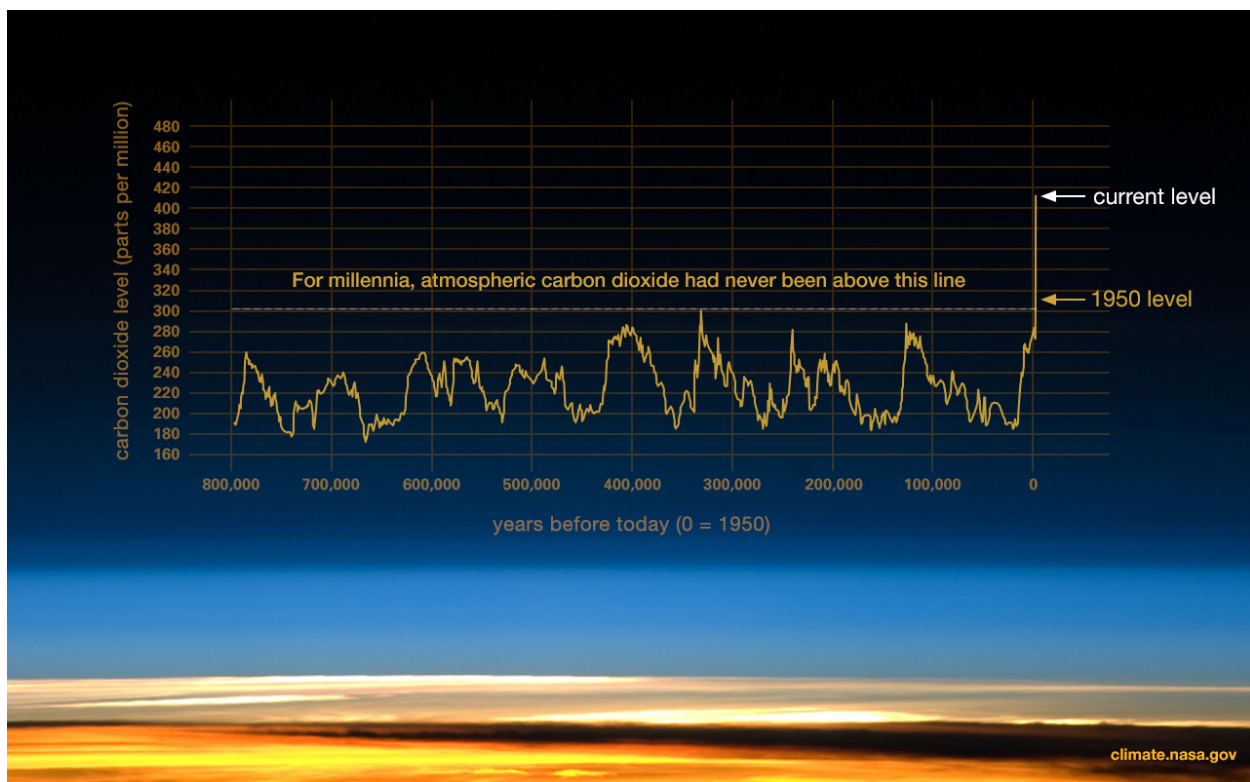 carbon dioxide level (parts per million)
480
460
440
420
400
380
360
340
320
300
280
260
240
220
200
180
160
For millennia, atmospheric carbon dioxide had never been above this line
current level
1950 level
800,000 700,000 600,000 500,000 400,000 300,000 200,000 100,000 0
years before today (0 = 1950)
climate.nasa.gov